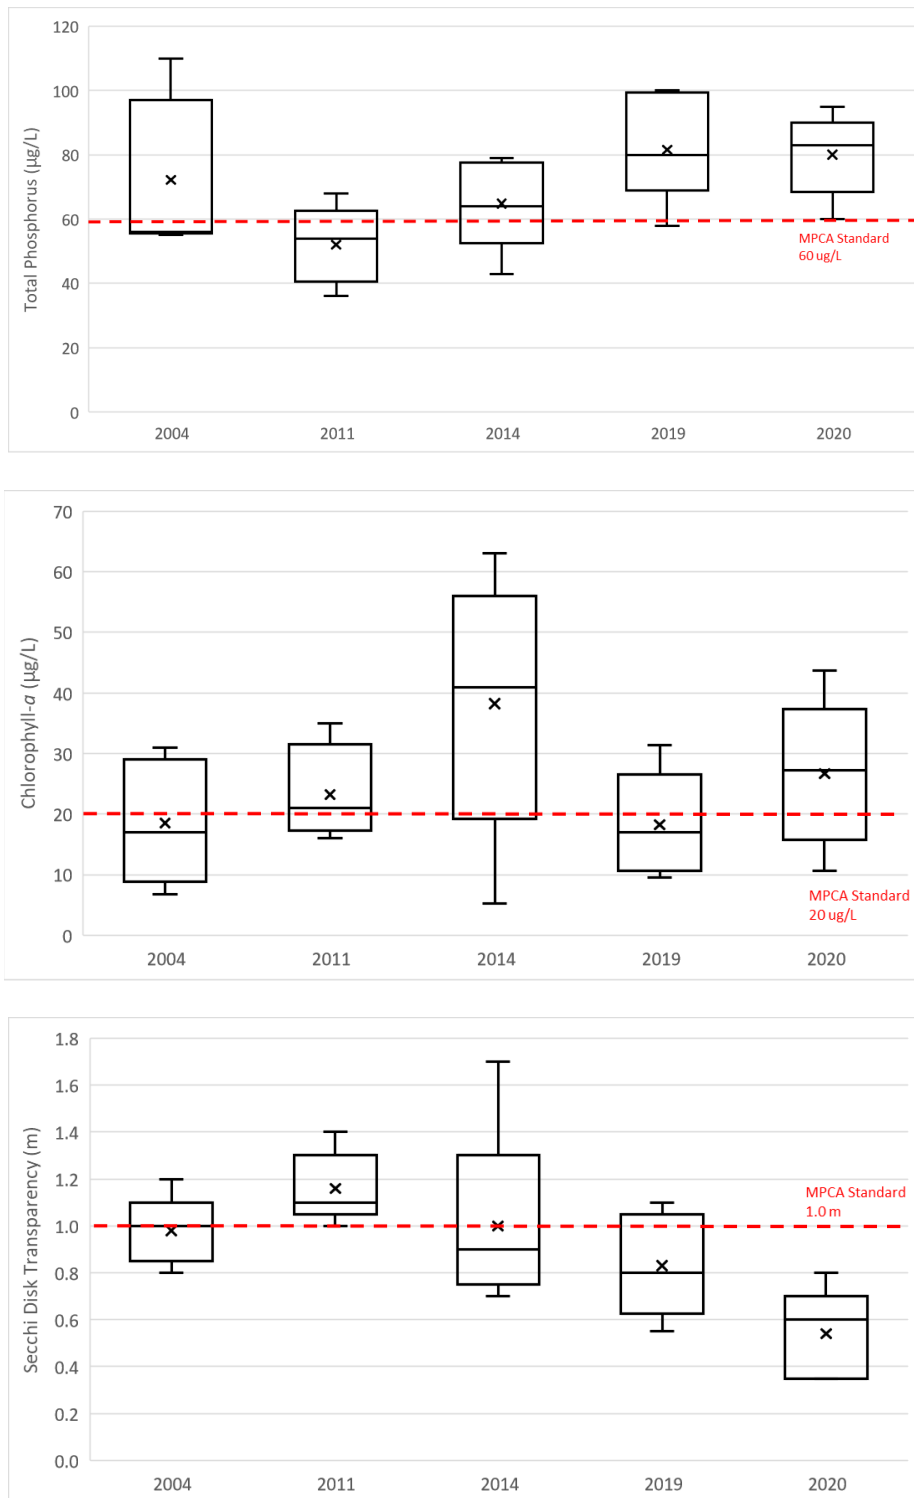 120
100
80
60
40
20
0
Total Phosphorus (µg/L)
MPCA Standard
60 ug/L
2004 2011 2014 2019 2020
70
60
50
40
30
20
10
0
Chlorophyll-a (µg/L)
MPCA Standard
20 ug/L
2004 2011 2014 2019 2020
1.8
1.6
1.4
1.2
1.0
0.8
0.6
0.4
0.2
0.0
Secchi Disk Transparency (m)
MPCA Standard
1.0 m
2004 2011 2014 2019 2020